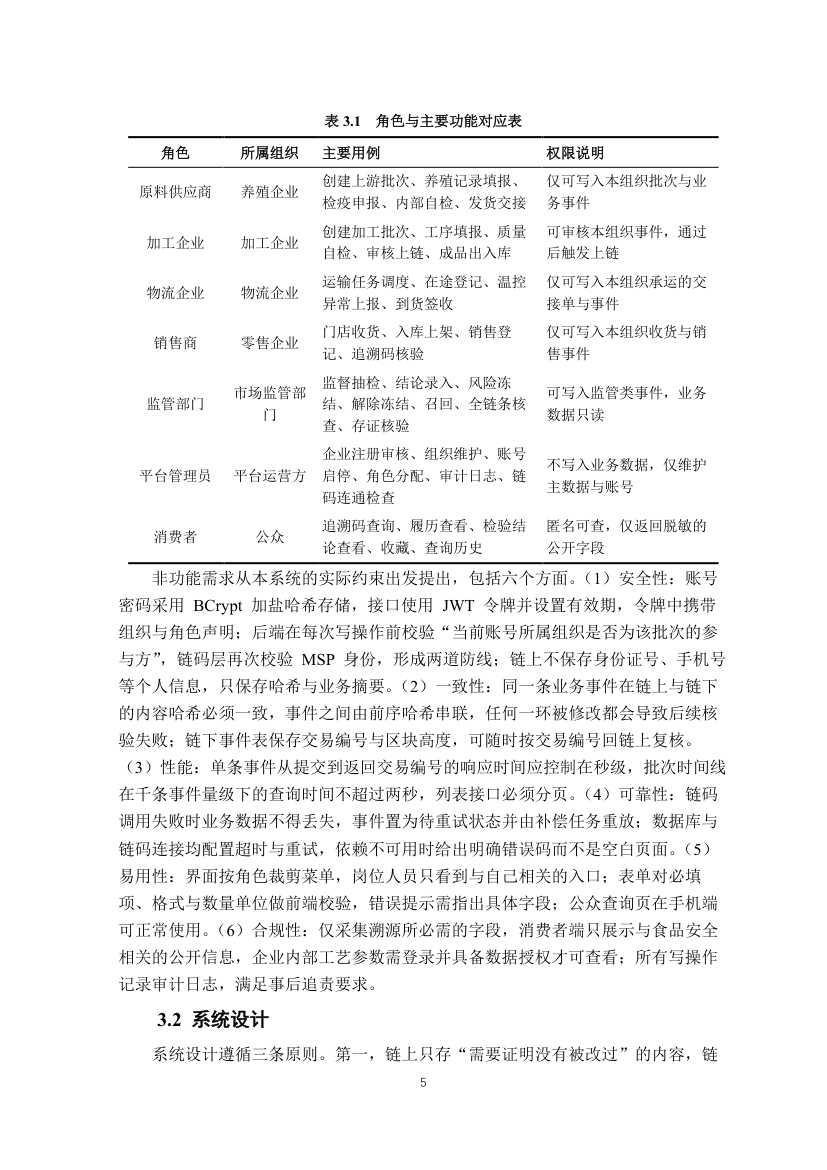 表 3.1 角色与主要功能对应表
角色 所属组织 主要用例 权限说明
原料供应商 养殖企业 创建上游批次、养殖记录填报、 仅可写入本组织批次与业
检疫申报、内部自检、发货交接 务事件
加工企业 加工企业 创建加工批次、工序填报、质量 可审核本组织事件，通过
自检、审核上链、成品出入库 后触发上链
物流企业 物流企业 运输任务调度、在途登记、温控 仅可写入本组织承运的交
异常上报、到货签收 接单与事件
销售商 零售企业 门店收货、入库上架、销售登 仅可写入本组织收货与销
记、追溯码核验 售事件
监管部门 市场监管部门 监督抽检、结论录入、风险冻 可写入监管类事件，业务
结、解除冻结、召回、全链条核 数据只读
查、存证核验
平台管理员 平台运营方 企业注册审核、组织维护、账号 不写入业务数据，仅维护
启停、角色分配、审计日志、链 主数据与账号
码连通检查
消费者 公众 追溯码查询、履历查看、检验结 匿名可查，仅返回脱敏的
论查看、收藏、查询历史 公开字段
非功能需求从本系统的实际约束出发提出，包括六个方面。（1）安全性：账号
密码采用 BCrypt 加盐哈希存储，接口使用 JWT 令牌并设置有效期，令牌中携带
组织与角色声明；后端在每次写操作前校验“当前账号所属组织是否为该批次的参
与方”，链码层再次校验 MSP 身份，形成两道防线；链上不保存身份证号、手机号
等个人信息，只保存哈希与业务摘要。（2）一致性：同一条业务事件在链上与链下
的内容哈希必须一致，事件之间由前序哈希串联，任何一环被修改都会导致后续核
验失败；链下事件表保存交易编号与区块高度，可随时按交易编号回链上复核。
（3）性能：单条事件从提交到返回交易编号的响应时间应控制在秒级，批次时间线
在千条事件量级下的查询时间不超过两秒，列表接口必须分页。（4）可靠性：链码
调用失败时业务数据不得丢失，事件置为待重试状态并由补偿任务重放；数据库与
链码连接均配置超时与重试，依赖不可用时给出明确错误码而不是空白页面。（5）
易用性：界面按角色裁剪菜单，岗位人员只看到与自己相关的入口；表单对必填
项、格式与数量单位做前端校验，错误提示需指出具体字段；公众查询页在手机端
可正常使用。（6）合规性：仅采集溯源所必需的字段，消费者端只展示与食品安全
相关的公开信息，企业内部工艺参数需登录并具备数据授权才可查看；所有写操作
记录审计日志，满足事后追责要求。
3.2 系统设计
系统设计遵循三条原则。第一，链上只存“需要证明没有被改过”的内容，链
5